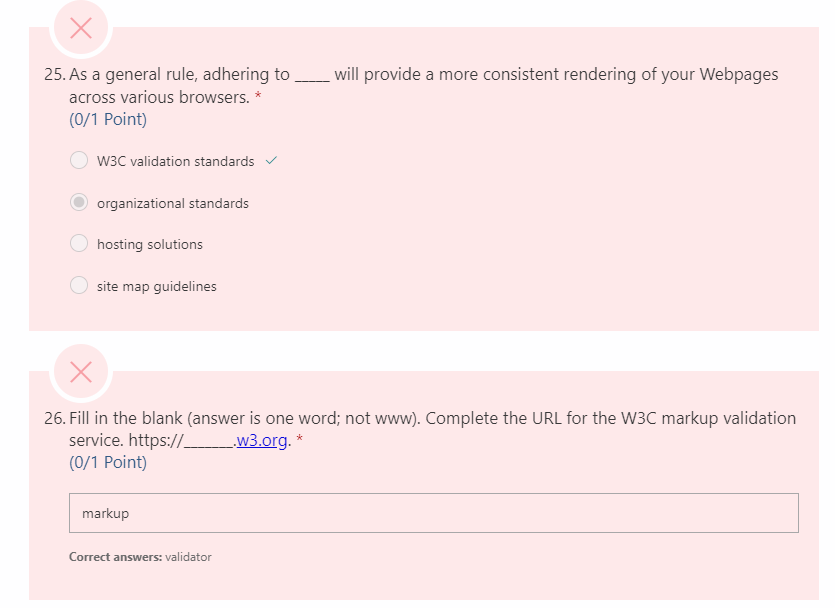 25. As a general rule, adhering to _____ will provide a more consistent rendering of your Webpages
across various browsers. *
(0/1 Point)
W3C validation standards
organizational standards
hosting solutions
site map guidelines
26. Fill in the blank (answer is one word; not www). Complete the URL for the W3C markup validation
service. https://_______.w3.org. *
(0/1 Point)
markup
Correct answers: validator